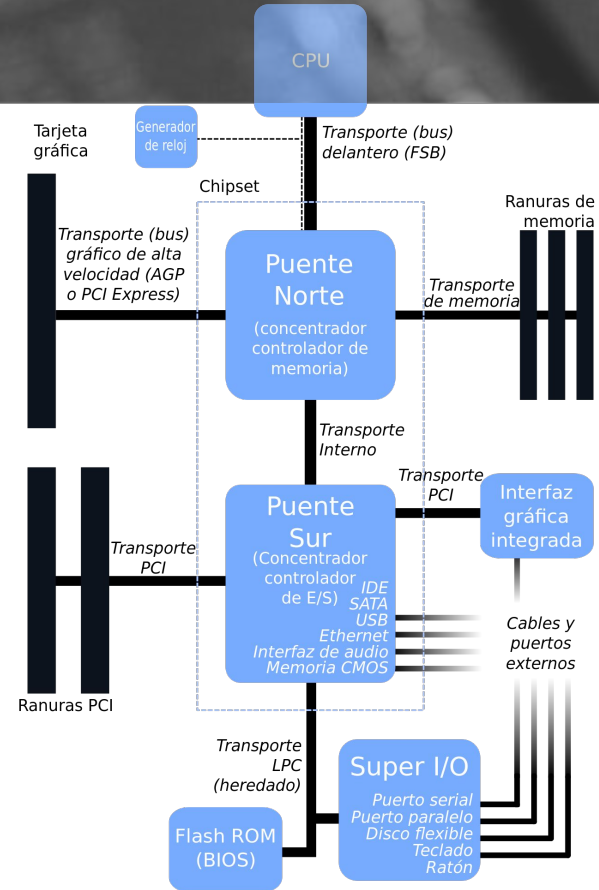 CPU
Generador
de reloj
Tarjeta
gráfica
Transporte (bus)
delantero (FSB)
Chipset
Ranuras de
memoria
Transporte (bus)
gráfico de alta
velocidad (AGP
o PCI Express)
Puente
Norte
(concentrador
controlador de
memoria)
Transporte
de memoria
Transporte
Interno
Transporte
PCI
Interfaz
gráfica
integrada
Puente
Sur
(Concentrador
controlador
de E/S)
IDE
SATA
USB
Ethernet
Interfaz de audio
Memoria CMOS
Transporte
PCI
Ranuras PCI
Cables y
puertos
externos
Transporte
LPC
(heredado)
Super I/O
Puerto serial
Puerto paralelo
Disco flexible
Teclado
Ratón
Flash ROM
(BIOS)